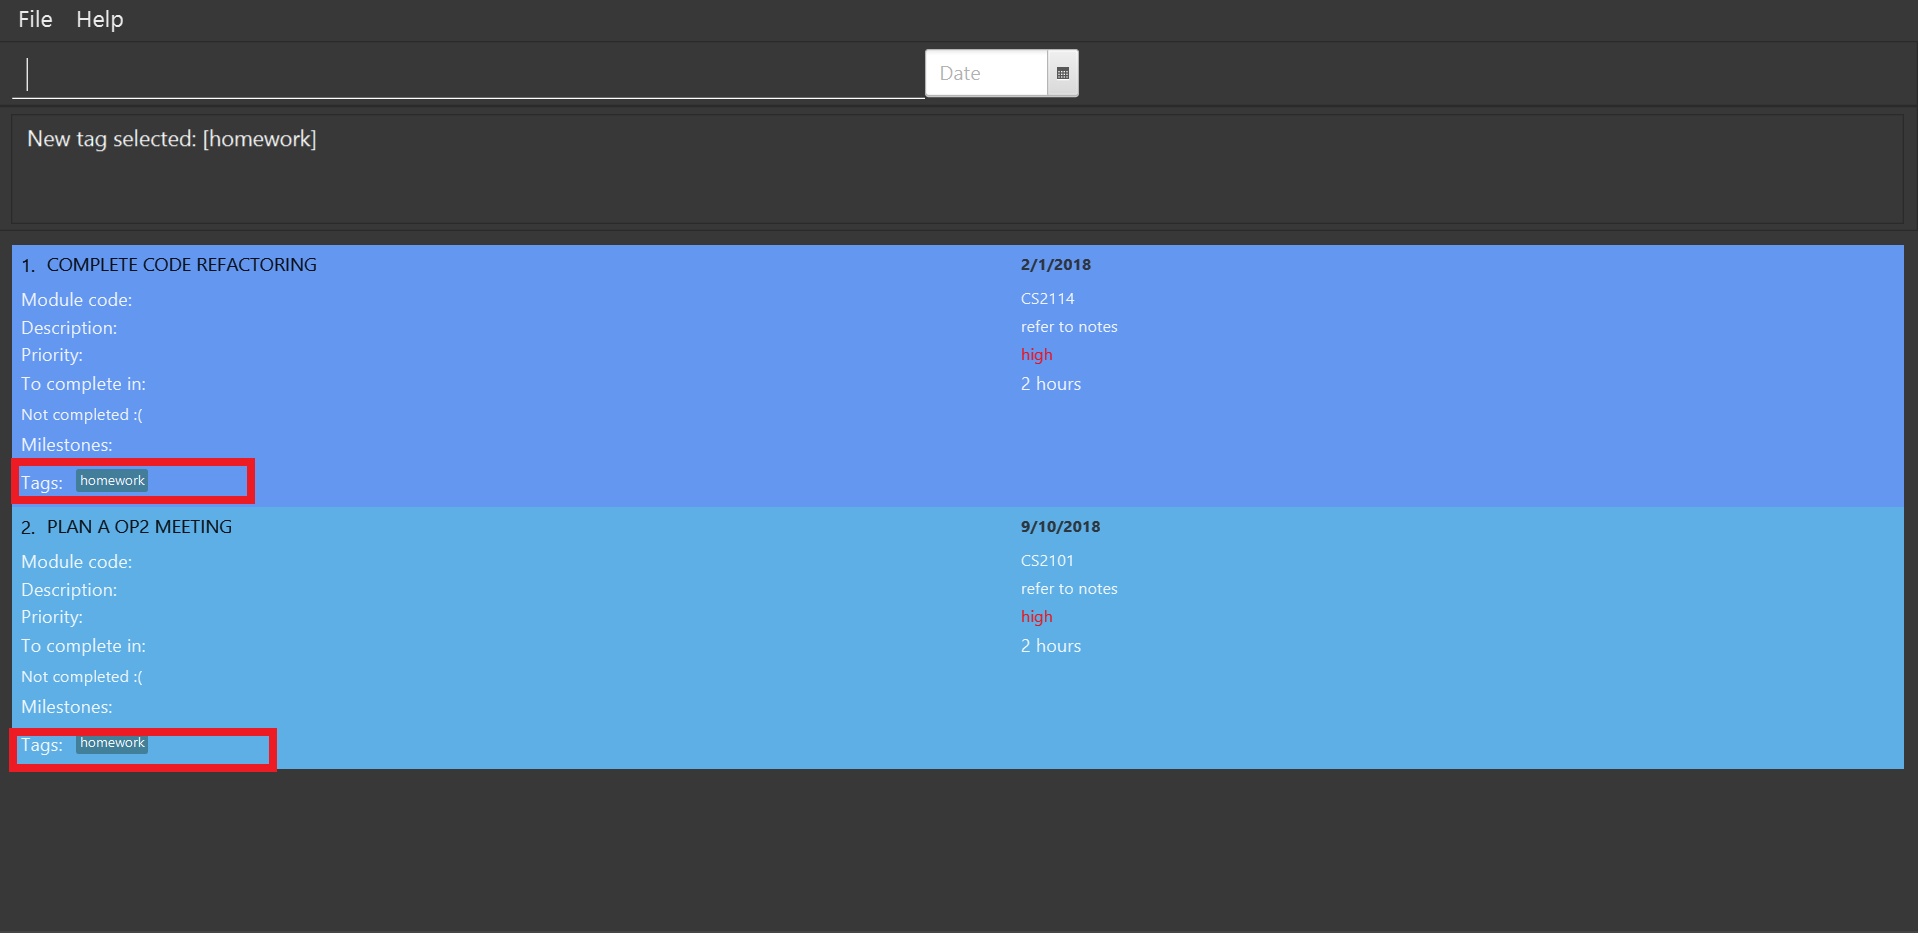 File Help
Date
New tag selected: [homework]
1. COMPLETE CODE REFACTORING 2/1/2018
Module code: CS2114
Description: refer to notes
Priority: high
To complete in: 2 hours
Not completed :(
Milestones:
Tags: homework
2. PLAN A OP2 MEETING 9/10/2018
Module code: CS2101
Description: refer to notes
Priority: high
To complete in: 2 hours
Not completed :(
Milestones:
Tags: homework